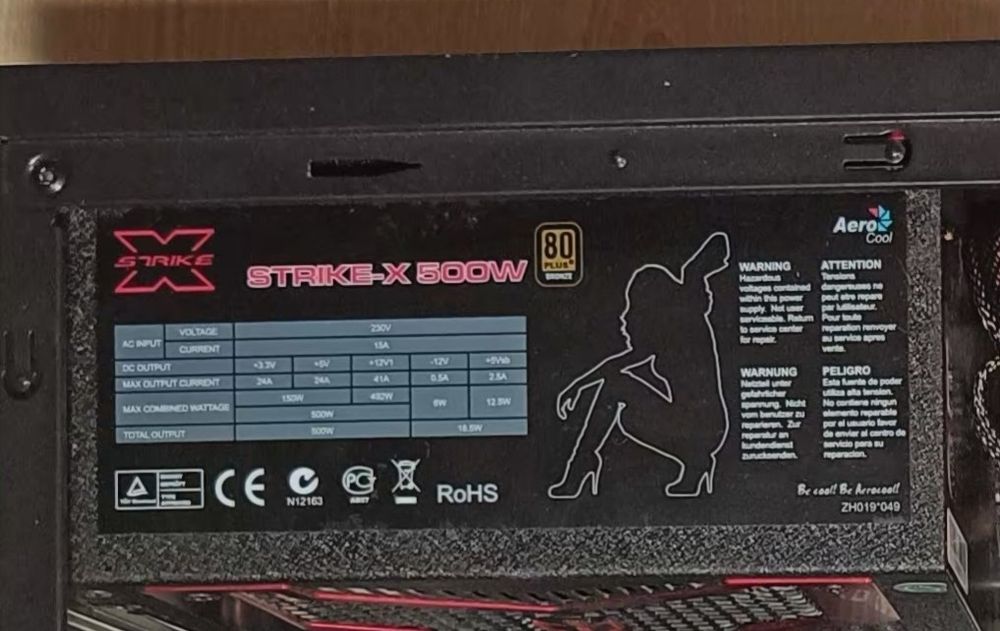 STRIKE
STRIKE-X 500W
80
PLUS®
BRONZE
Aero
Cool
AC INPUT VOLTAGE 230V
CURRENT 15A
DC OUTPUT +3.3V +5V +12V1 -12V +5Vsb
MAX OUTPUT CURRENT 24A 24A 41A 0.5A 2.5A
MAX COMBINED WATTAGE 150W 492W 6W 12.5W
500W
TOTAL OUTPUT 500W 18.5W
WARNING
Hazardous
voltages contained
within this power
supply. Not user
serviceable. Return
to service center
for repair.
ATTENTION
Tensions
dangereuses ne
peut etre repare
par lutilisateur.
Pour toute
reparation renvoyer
au service apres
vente.
WARNUNG
Netzteil unter
gefahrlicher
spannung. Nicht
vom benutzer zu
reparieren. Zur
reparatur an
kundendienst
zurucksenden.
PELIGRO
Esta fuente de poder
utiliza alta tension.
No contiene ningun
elemento reparable
por el usuario favor
de enviar al centro de
servicio para su
reparacion.
CE
N12163
PG
RoHS
Be cool! Be Aerocool!
ZH019*049